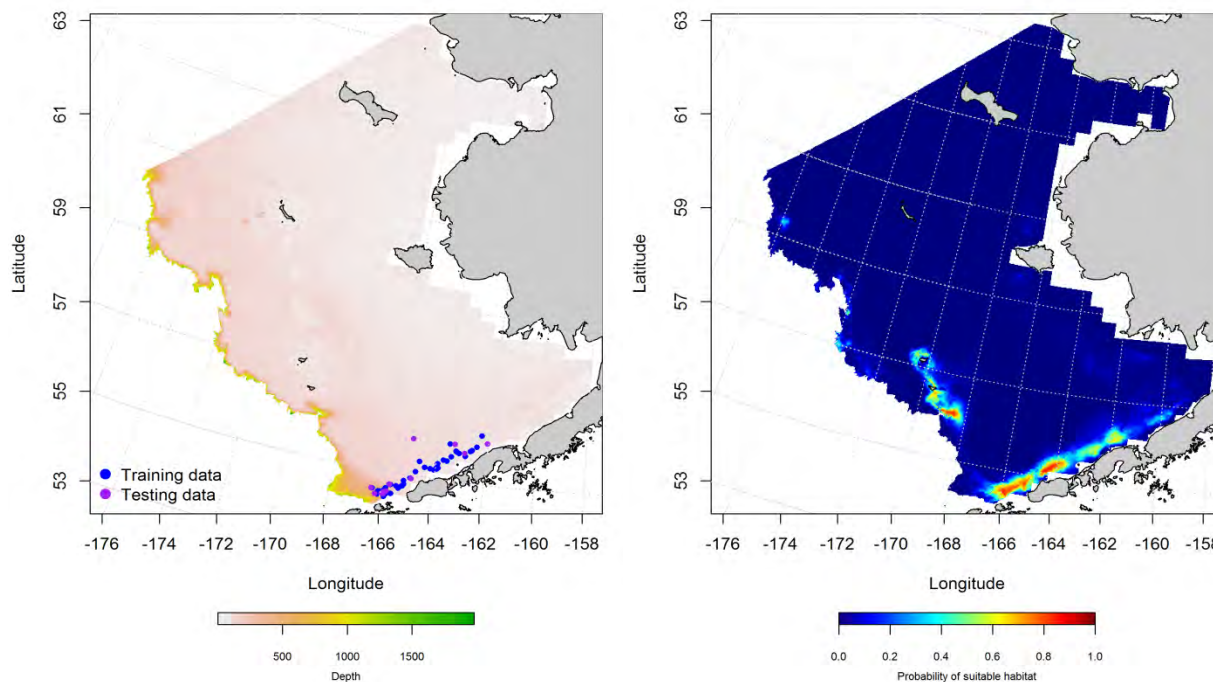 63
61
59
57
55
53
Latitude
Training data
Testing data
-176 -174 -172 -170 -168 -166 -164 -162 -160 -158
Longitude
500 1000 1500
Depth
63
61
59
57
55
53
Latitude
-176 -174 -172 -170 -168 -166 -164 -162 -160 -158
Longitude
0.0 0.2 0.4 0.6 0.8 1.0
Probability of suitable habitat